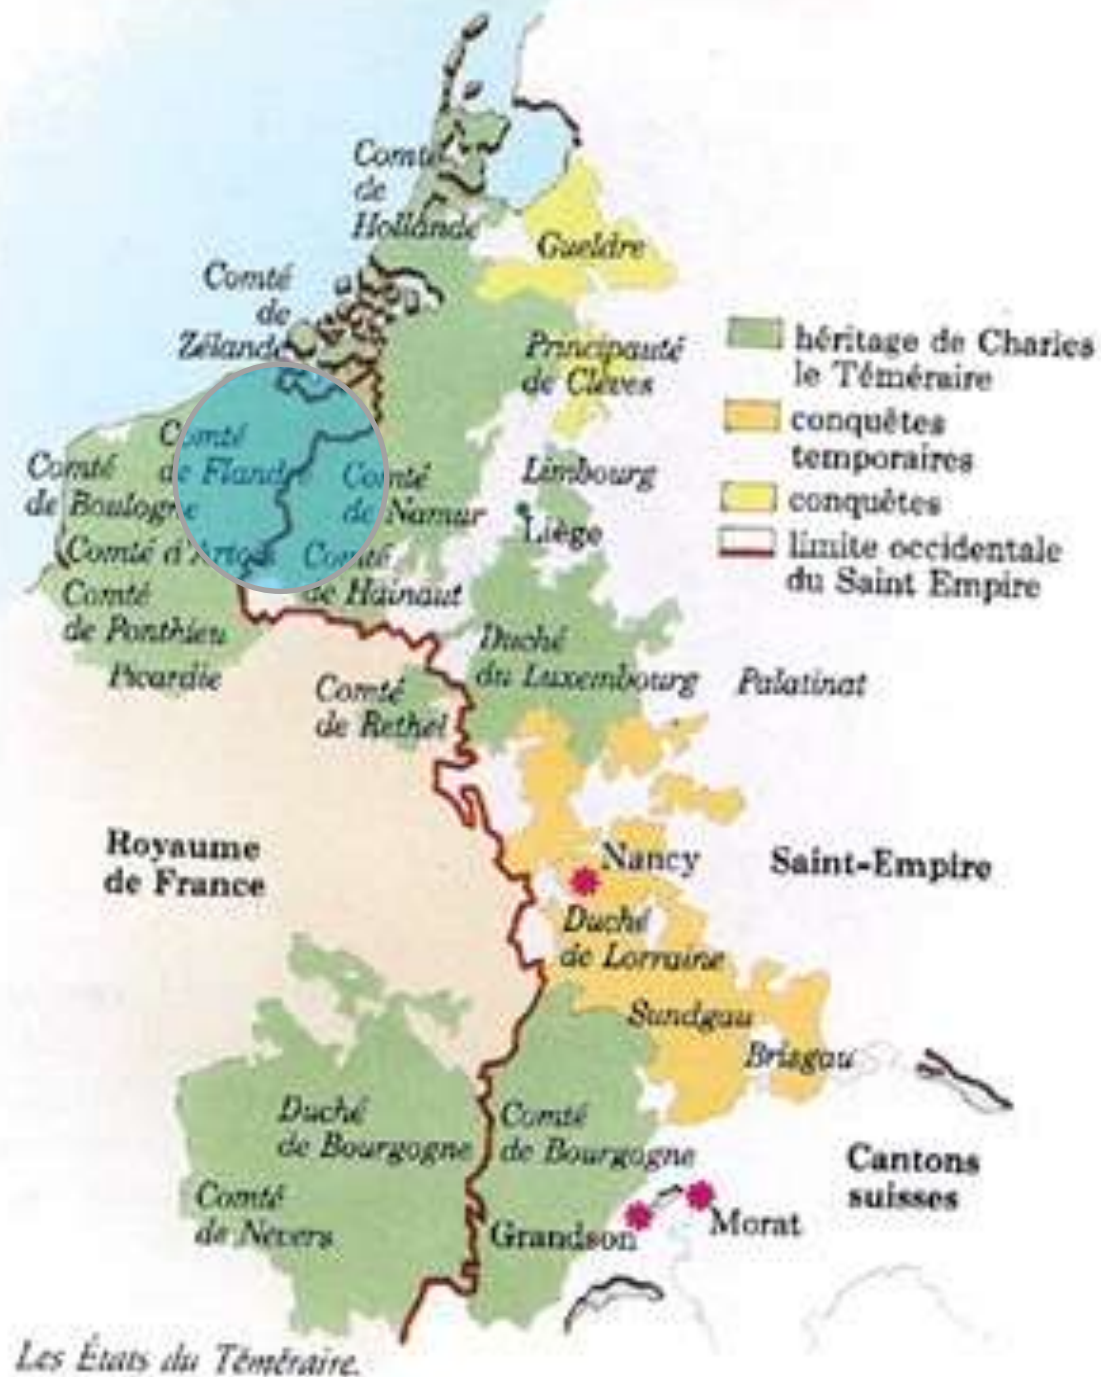 Comté
de
Hollande
Gueldre
Comté
de
Zélande
Principauté
de Clèves
héritage de Charles
le Téméraire
conquêtes
temporaires
conquêtes
limite occidentale
du Saint Empire
Comté
de Flandre
Comté
de Boulogne
Comté
de Namur
Limbourg
Liège
Comté d'Artois
Comté
de Hainaut
Comté
de Ponthieu
Picardie
Duché
du Luxembourg
Palatinat
Comté
de Rethel
Royaume
de France
Nancy
Saint-Empire
Duché
de Lorraine
Sundgau
Brisgau
Duché
de Bourgogne
Comté
de Bourgogne
Cantons
suisses
Comté
de Nevers
Grandson
Morat
Les États du Téméraire.